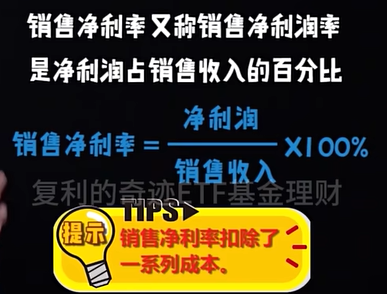 销售净利率又称销售净利润率
是净利润占销售收入的百分比
销售净利率=净利润/销售收入×100%
复利的奇迹ETF基金理财
TIPS
提示
销售净利率扣除了
一系列成本。